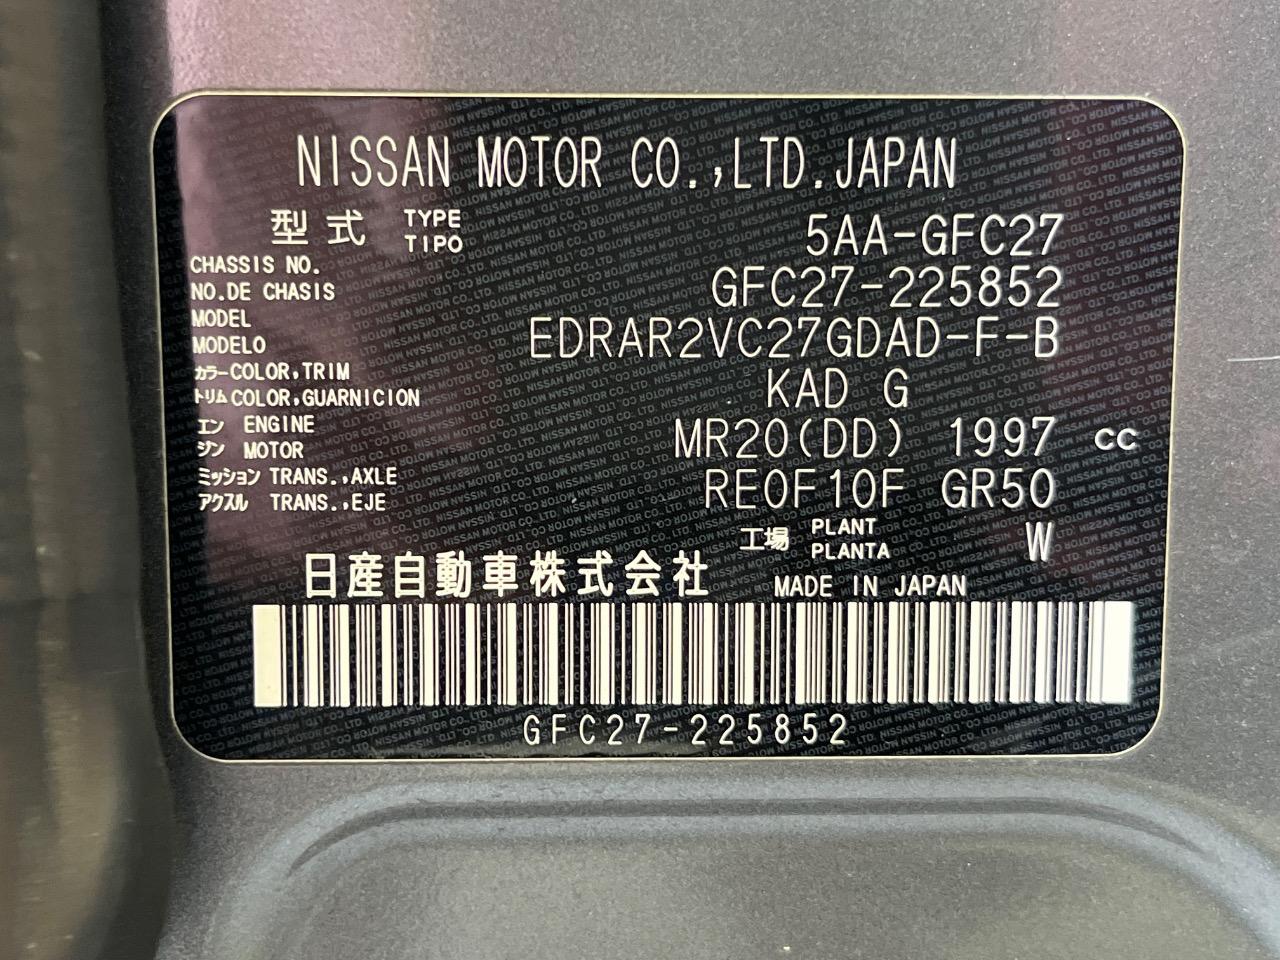 NISSAN MOTOR CO.,LTD.JAPAN
型式 TYPE TIPO 5AA-GFC27
CHASSIS NO.
NO.DE CHASIS GFC27-225852
MODEL
MODELO EDRAR2VC27GDAD-F-B
カラー COLOR,TRIM
トリム COLOR,GUARNICION KAD G
エン ENGINE
ジン MOTOR MR20(DD) 1997 CC
ミッション TRANS.,AXLE
アクスル TRANS.,EJE RE0F10F GR50
工場 PLANT PLANTA W
日産自動車株式会社 MADE IN JAPAN
GFC27-225852